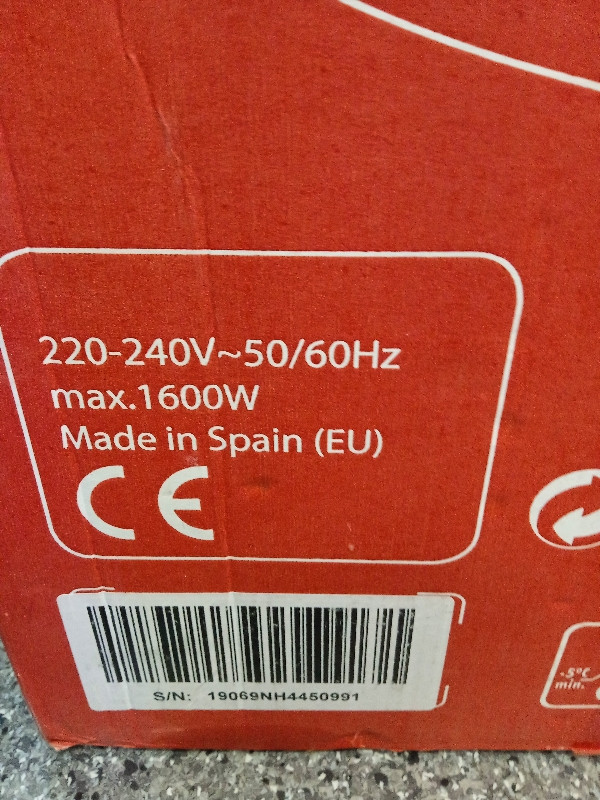 220-240V~50/60Hz
max.1600W
Made in Spain (EU)
CE
S/N: 19069NH4450991
-5°C
min.